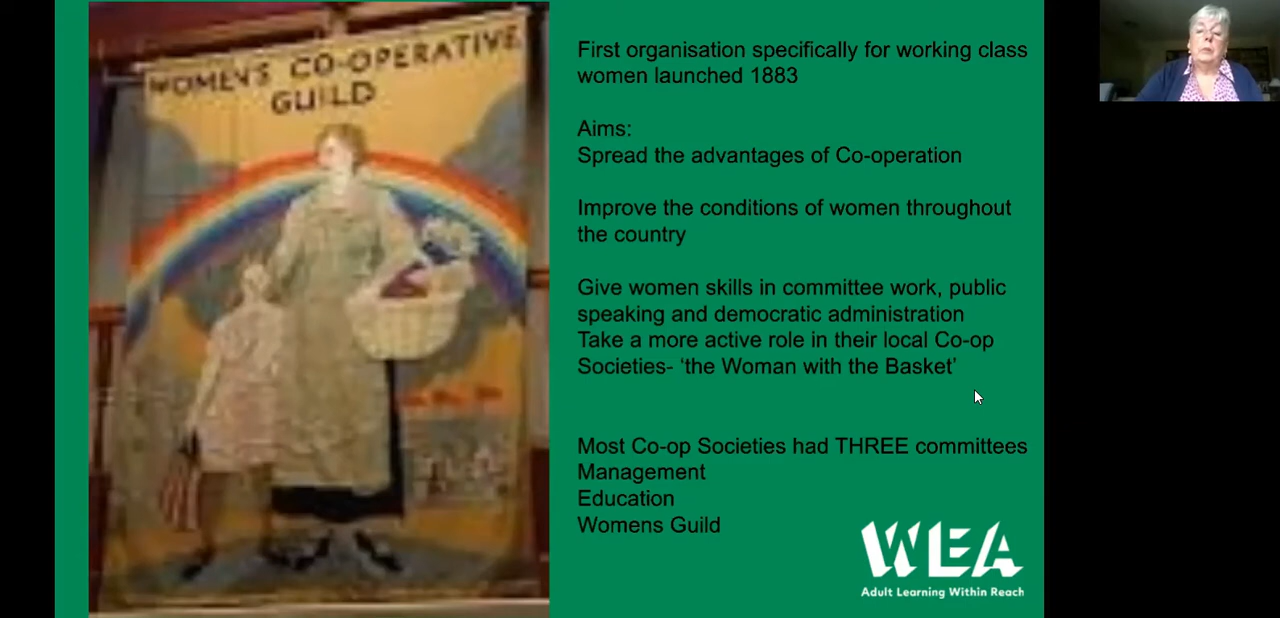 WOMEN'S CO-OPERATIVE
GUILD
First organisation specifically for working class
women launched 1883
Aims:
Spread the advantages of Co-operation
Improve the conditions of women throughout
the country
Give women skills in committee work, public
speaking and democratic administration
Take a more active role in their local Co-op
Societies- ‘the Woman with the Basket’
Most Co-op Societies had THREE committees
Management
Education
Womens Guild
WEA
Adult Learning Within Reach